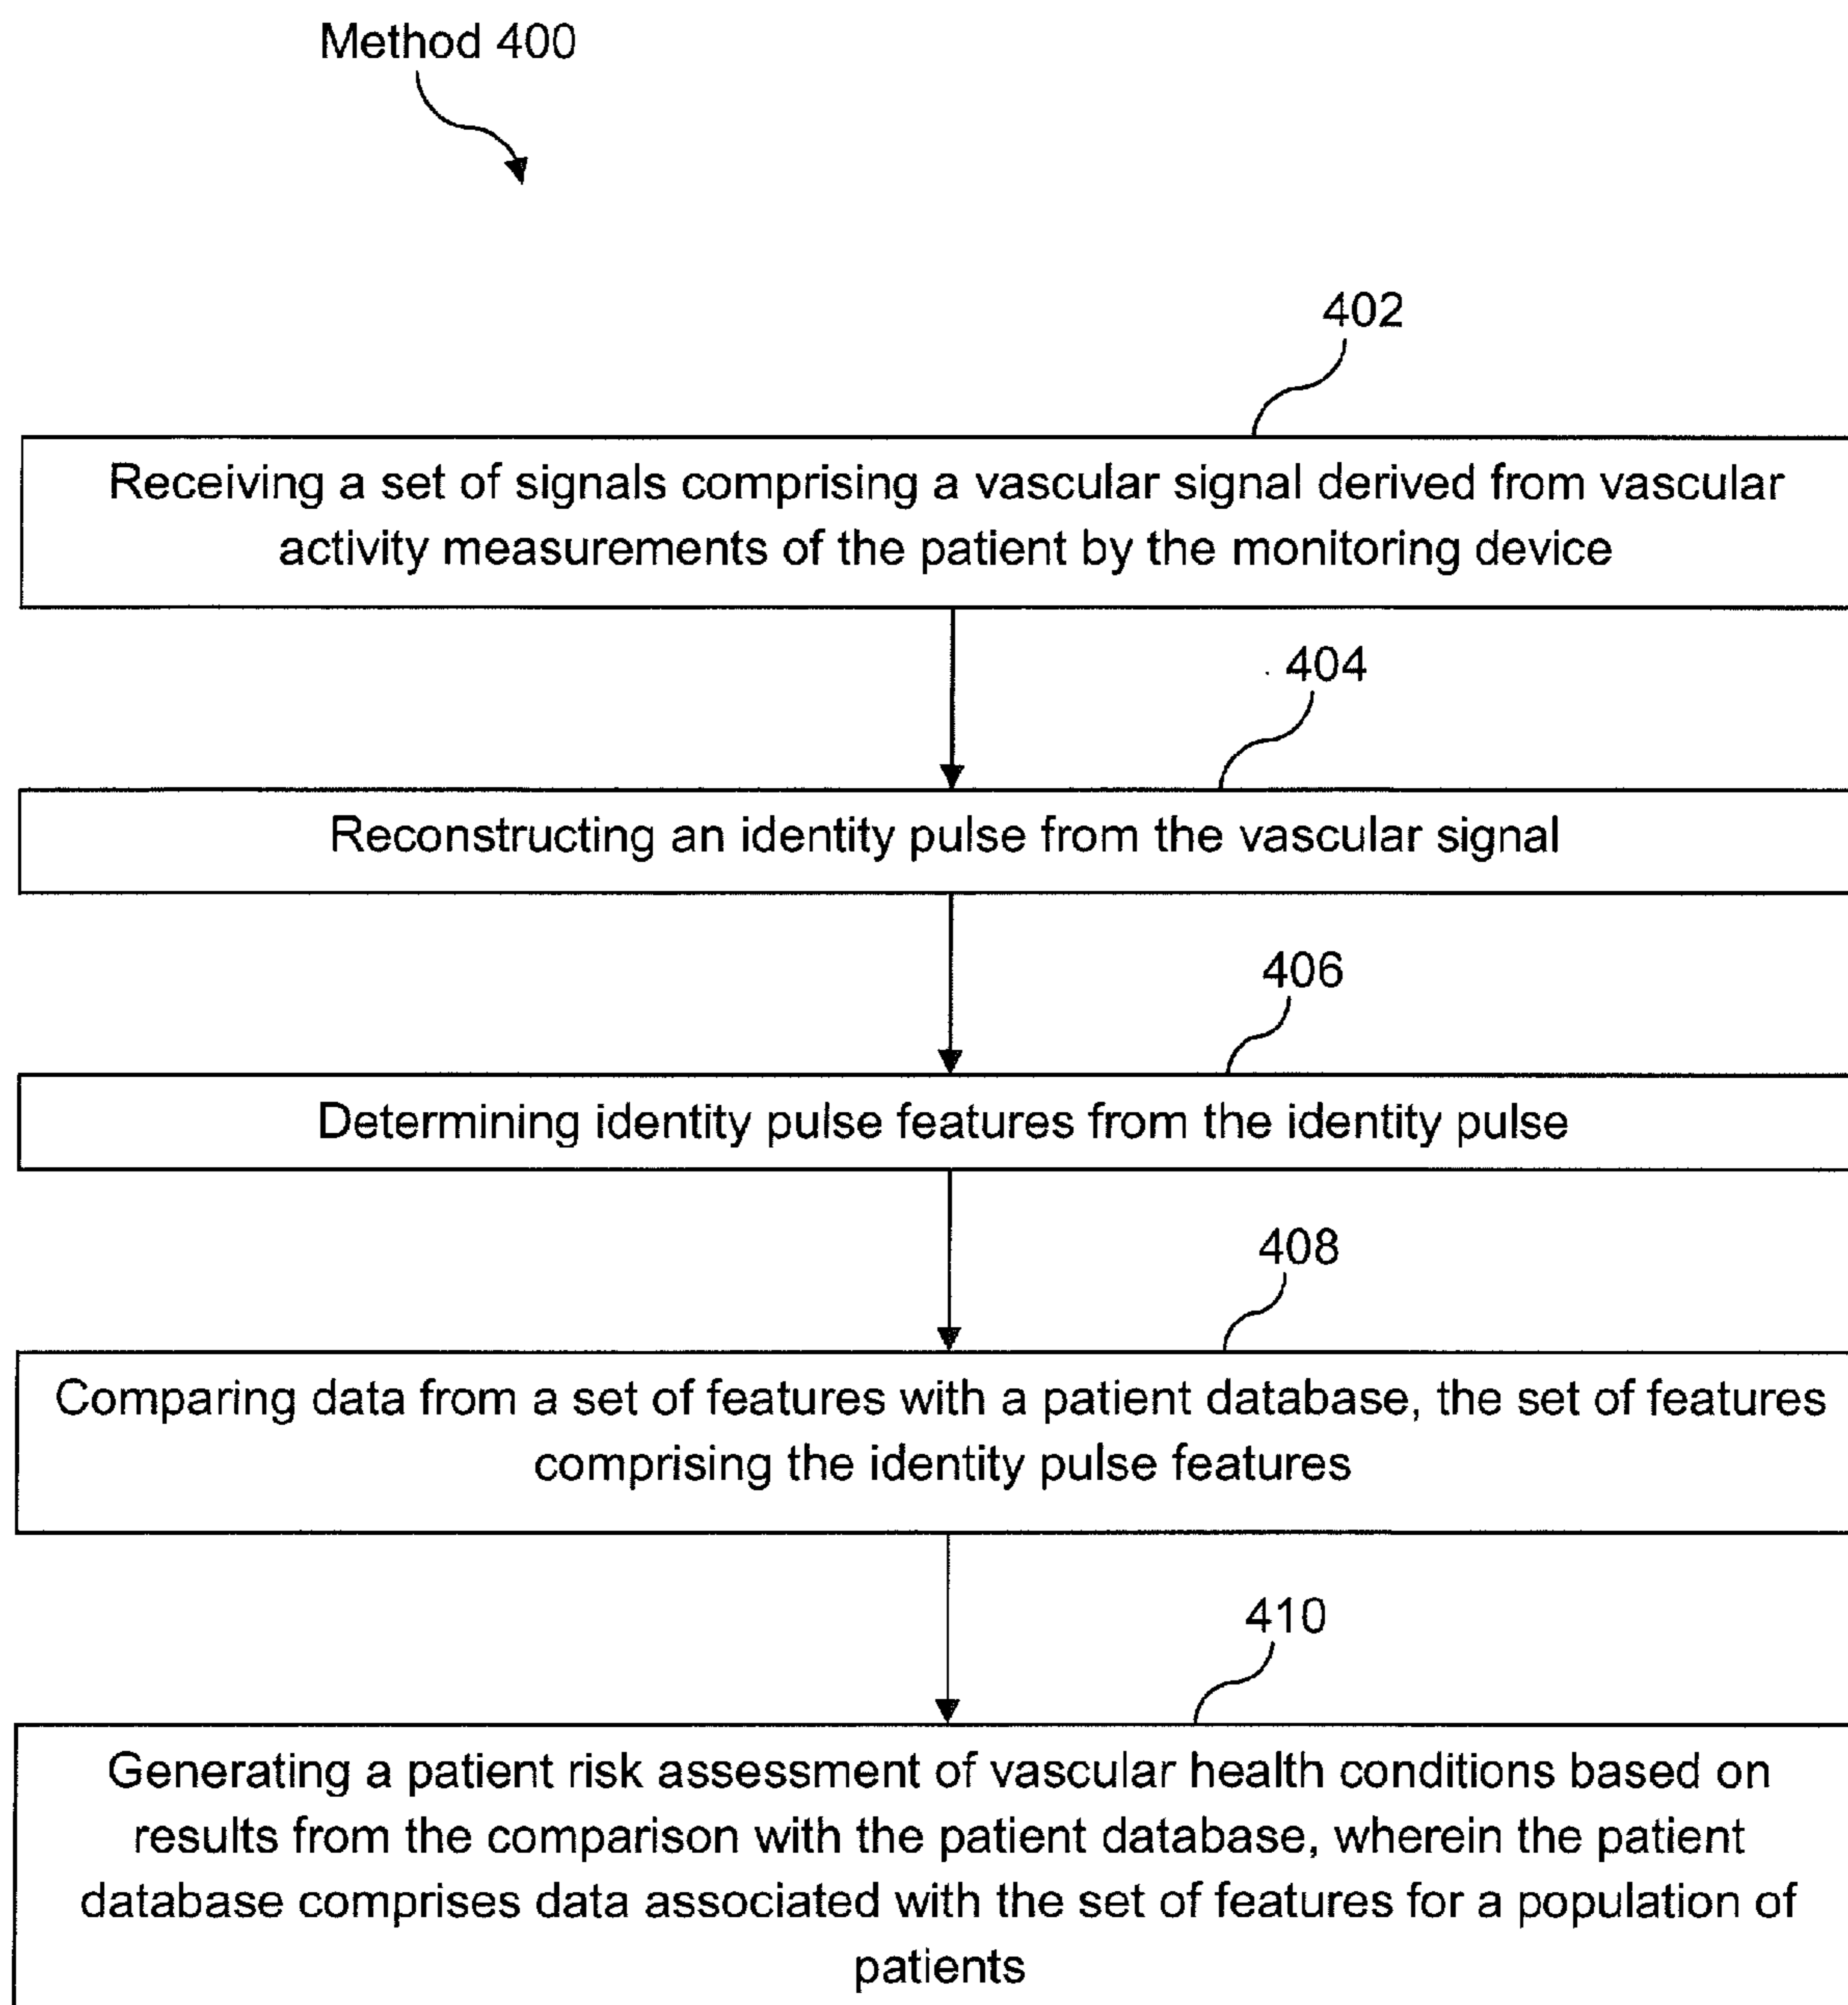 Method 400
402
Receiving a set of signals comprising a vascular signal derived from vascular
activity measurements of the patient by the monitoring device
404
Reconstructing an identity pulse from the vascular signal
406
Determining identity pulse features from the identity pulse
408
Comparing data from a set of features with a patient database, the set of features
comprising the identity pulse features
410
Generating a patient risk assessment of vascular health conditions based on
results from the comparison with the patient database, wherein the patient
database comprises data associated with the set of features for a population of
patients